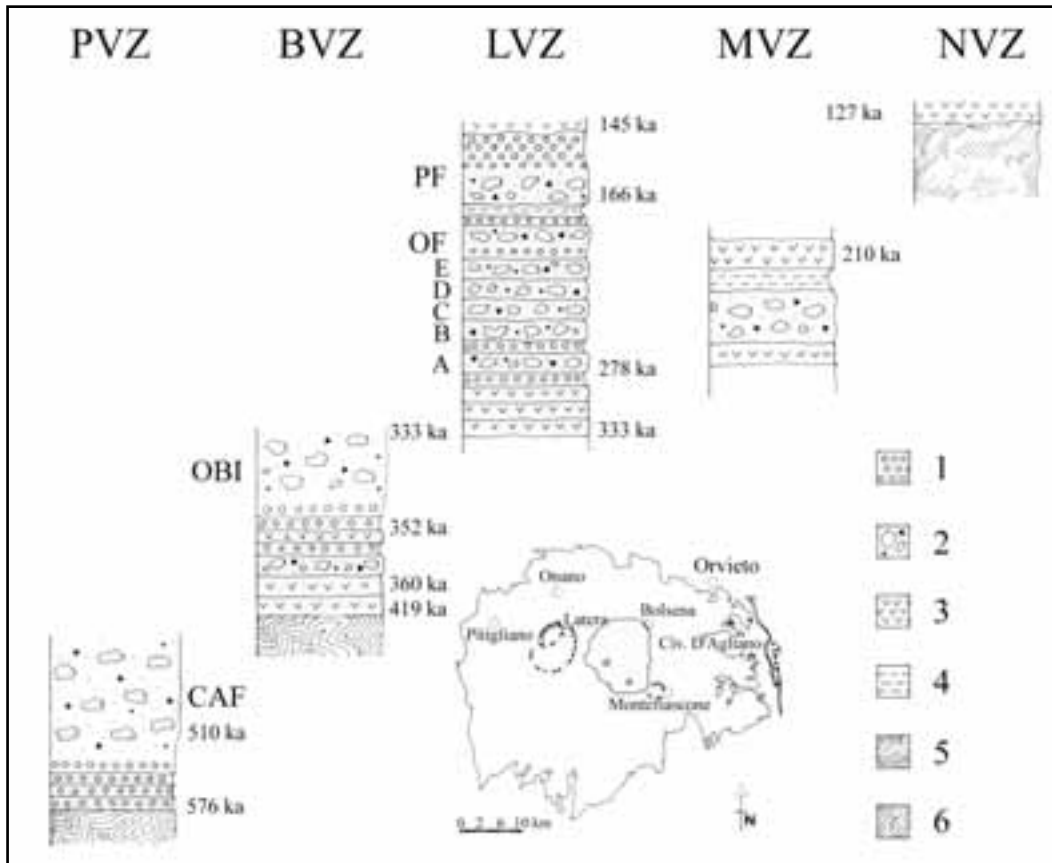 PVZ BVZ LVZ MVZ NVZ
127 ka
145 ka
PF
166 ka
OF
210 ka
E
D
C
B
A
278 ka
333 ka
333 ka
OBI
352 ka
360 ka
419 ka
CAF
510 ka
576 ka
Onano
Orvieto
Pitigliano
Latera
Bolsena
Civ. D'Agliano
Montefiascone
0 2 6 10 km
N
1
2
3
4
5
6